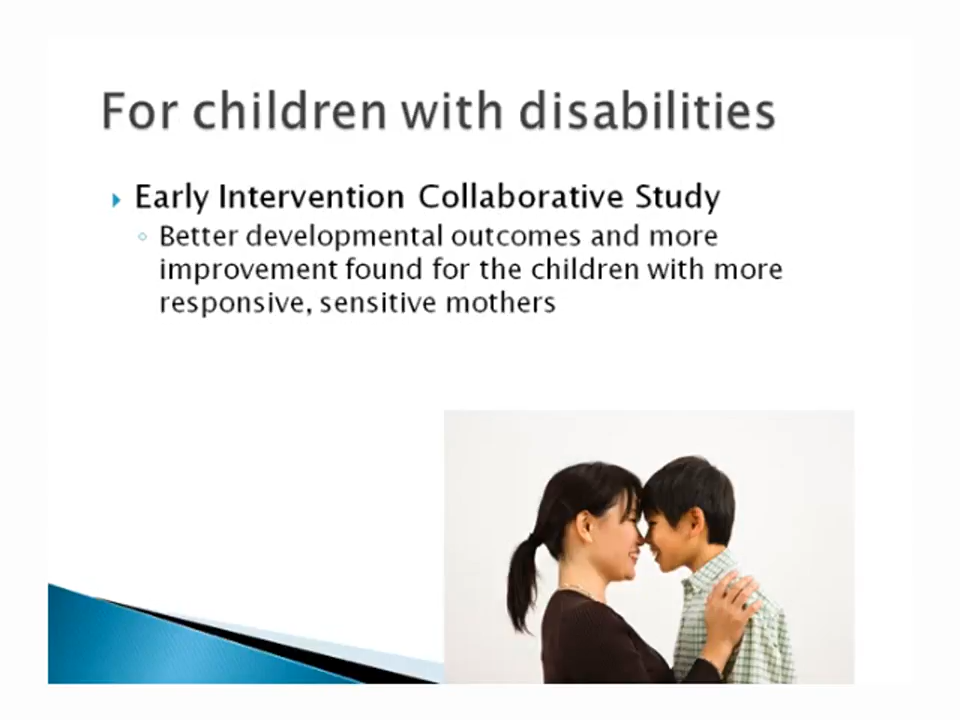 For children with disabilities
Early Intervention Collaborative Study
Better developmental outcomes and more
improvement found for the children with more
responsive, sensitive mothers